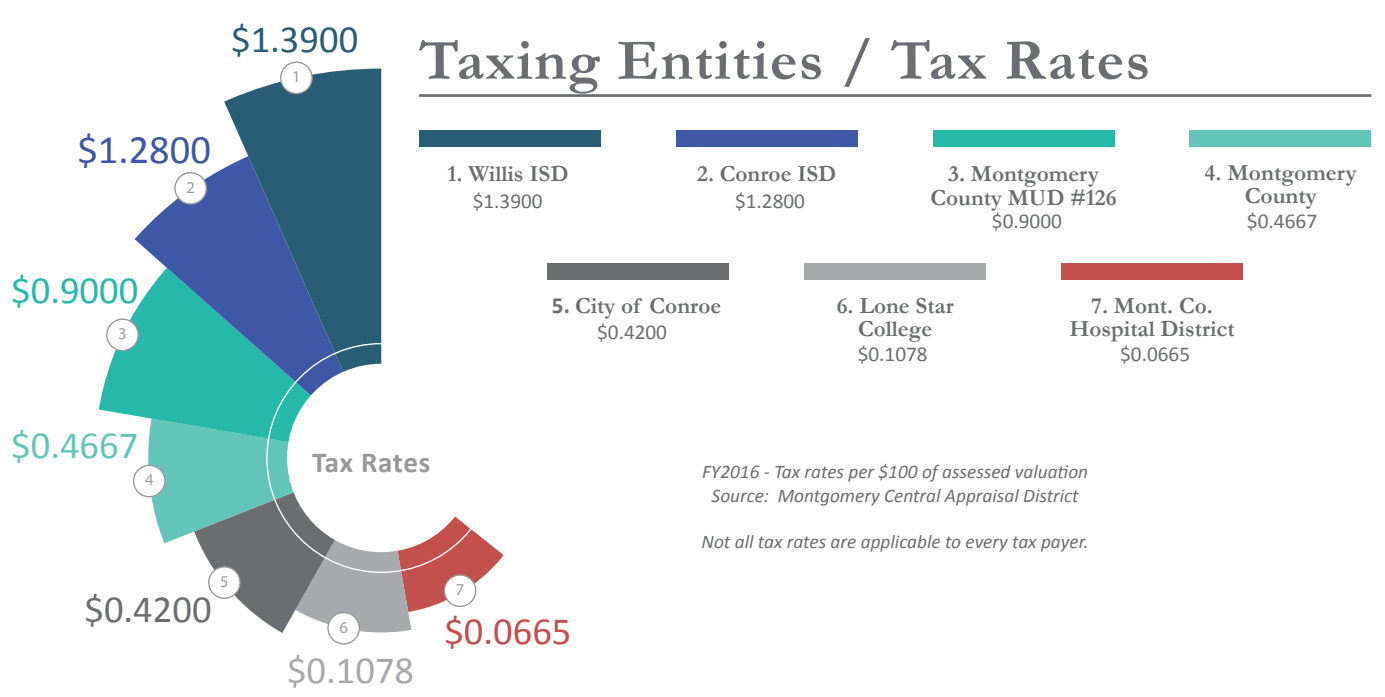 Taxing Entities / Tax Rates
$1.3900
1
$1.2800
2
$0.9000
3
$0.4667
4
$0.4200
5
$0.1078
6
$0.0665
7
Tax Rates
1. Willis ISD
$1.3900
2. Conroe ISD
$1.2800
3. Montgomery
County MUD #126
$0.9000
4. Montgomery
County
$0.4667
5. City of Conroe
$0.4200
6. Lone Star
College
$0.1078
7. Mont. Co.
Hospital District
$0.0665
FY2016 - Tax rates per $100 of assessed valuation
Source: Montgomery Central Appraisal District
Not all tax rates are applicable to every tax payer.